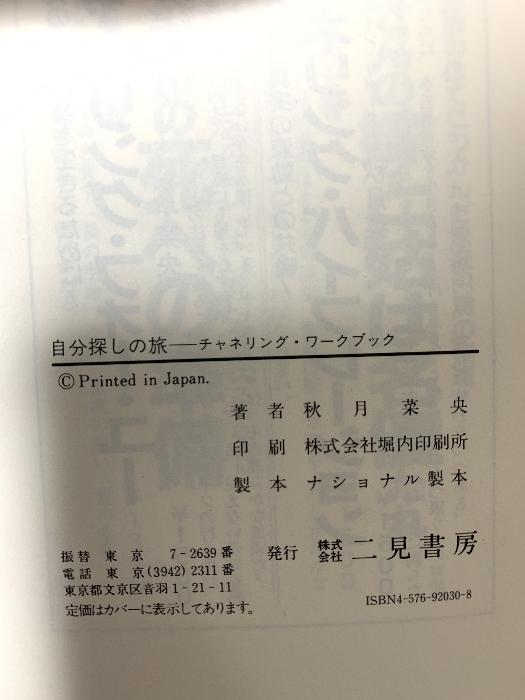 自分探しの旅──チャネリング・ワークブック
© Printed in Japan.
著者 秋月菜央
印刷 株式会社堀内印刷所
製本 ナショナル製本
発行 株式会社 二見書房
振替 東京 7-2639番
電話 東京(3942)2311番
東京都文京区音羽1-21-11
定価はカバーに表示してあります。
ISBN4-576-92030-8